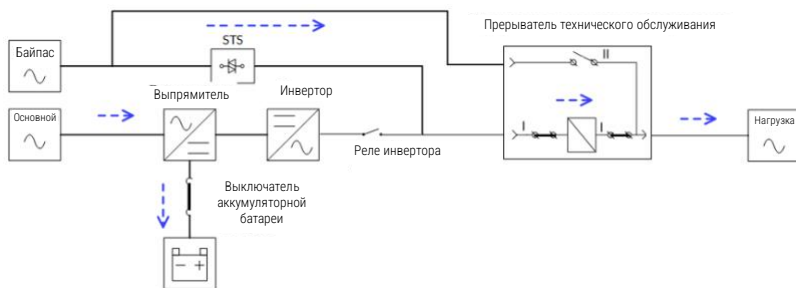 Прерыватель технического обслуживания
STS
Байпас
II
Выпрямитель
Инвертор
Основной
I
I
Нагрузка
Реле инвертора
Выключатель
аккумуляторной
батареи
- +